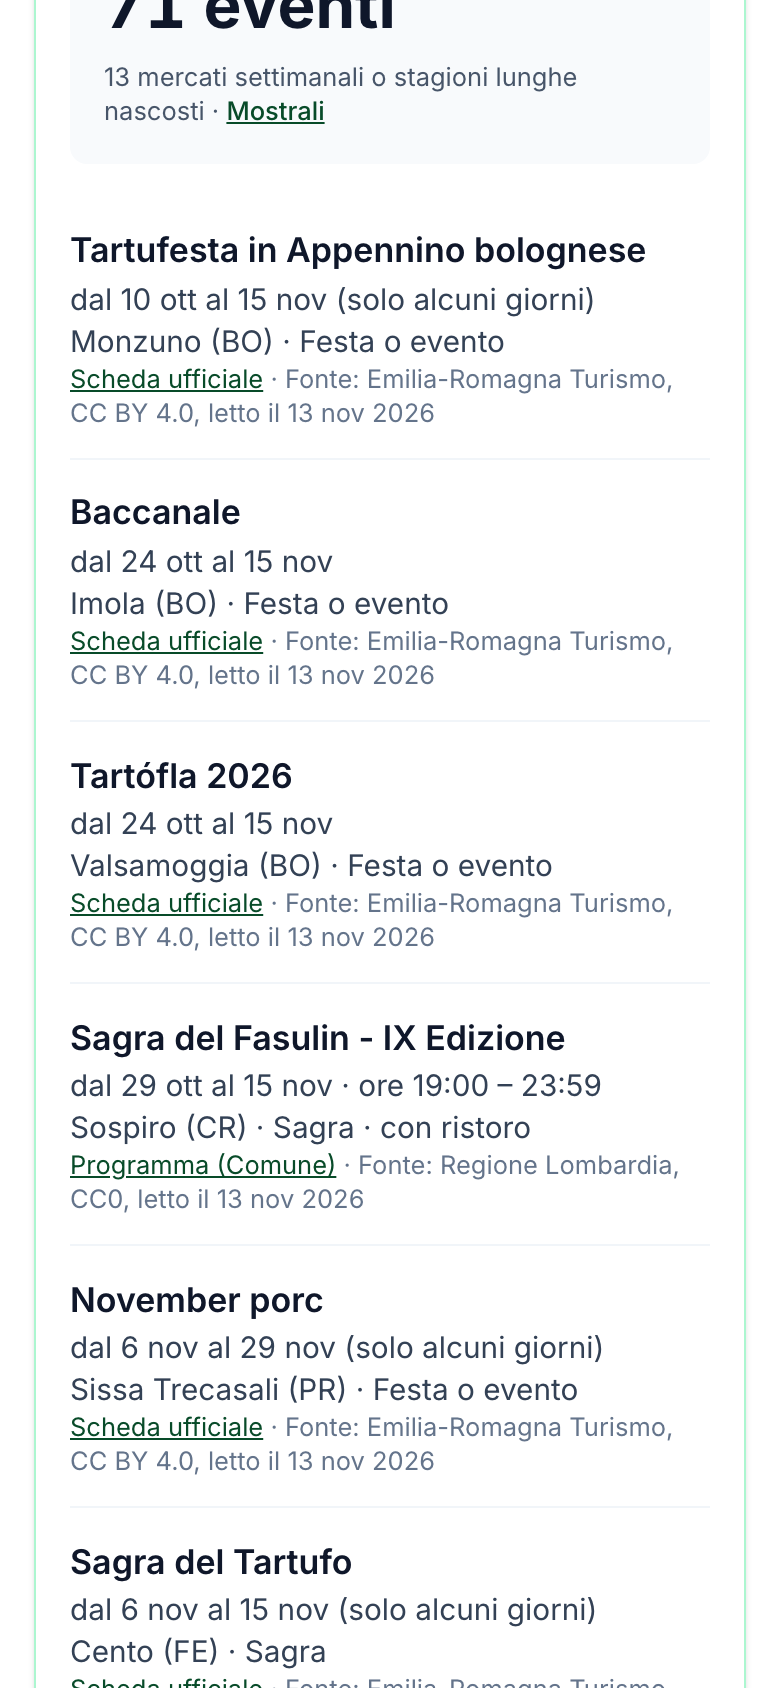 71 eventi
13 mercati settimanali o stagioni lunghe
nascosti · Mostrali
Tartufesta in Appennino bolognese
dal 10 ott al 15 nov (solo alcuni giorni)
Monzuno (BO) · Festa o evento
Scheda ufficiale · Fonte: Emilia-Romagna Turismo,
CC BY 4.0, letto il 13 nov 2026
Baccanale
dal 24 ott al 15 nov
Imola (BO) · Festa o evento
Scheda ufficiale · Fonte: Emilia-Romagna Turismo,
CC BY 4.0, letto il 13 nov 2026
Tartófla 2026
dal 24 ott al 15 nov
Valsamoggia (BO) · Festa o evento
Scheda ufficiale · Fonte: Emilia-Romagna Turismo,
CC BY 4.0, letto il 13 nov 2026
Sagra del Fasulin - IX Edizione
dal 29 ott al 15 nov · ore 19:00 – 23:59
Sospiro (CR) · Sagra · con ristoro
Programma (Comune) · Fonte: Regione Lombardia,
CC0, letto il 13 nov 2026
November porc
dal 6 nov al 29 nov (solo alcuni giorni)
Sissa Trecasali (PR) · Festa o evento
Scheda ufficiale · Fonte: Emilia-Romagna Turismo,
CC BY 4.0, letto il 13 nov 2026
Sagra del Tartufo
dal 6 nov al 15 nov (solo alcuni giorni)
Cento (FE) · Sagra
Scheda ufficiale · Fonte: Emilia-Romagna Turismo,